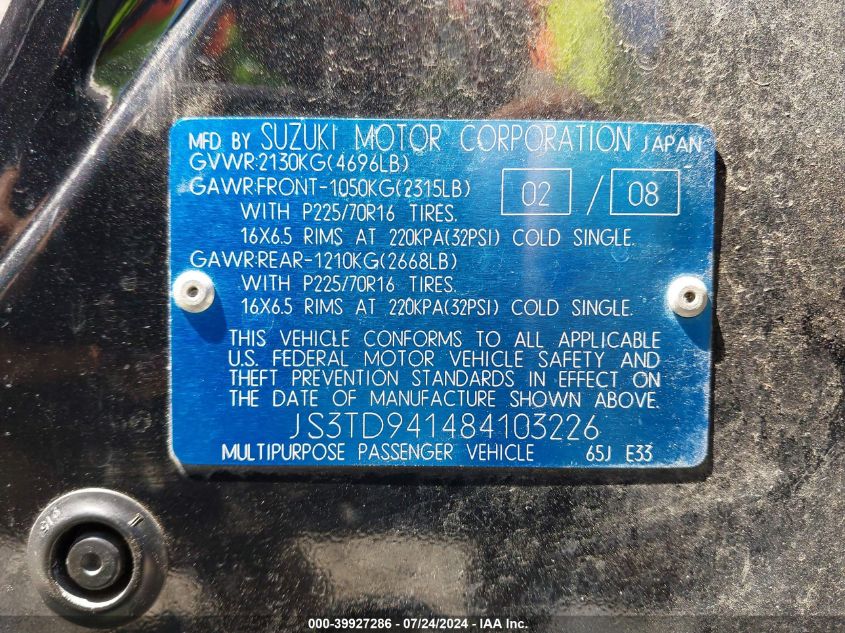 MFD BY SUZUKI MOTOR CORPORATION JAPAN
GVWR:2130KG(4696LB)
GAWR:FRONT-1050KG(2315LB) 02 / 08
WITH P225/70R16 TIRES.
16X6.5 RIMS AT 220KPA(32PSI) COLD SINGLE.
GAWR:REAR-1210KG(2668LB)
WITH P225/70R16 TIRES.
16X6.5 RIMS AT 220KPA(32PSI) COLD SINGLE.
THIS VEHICLE CONFORMS TO ALL APPLICABLE
U.S. FEDERAL MOTOR VEHICLE SAFETY AND
THEFT PREVENTION STANDARDS IN EFFECT ON
THE DATE OF MANUFACTURE SHOWN ABOVE.
JS3TD941484103226
MULTIPURPOSE PASSENGER VEHICLE 65J E33
000-39927286 - 07/24/2024 - IAA Inc.